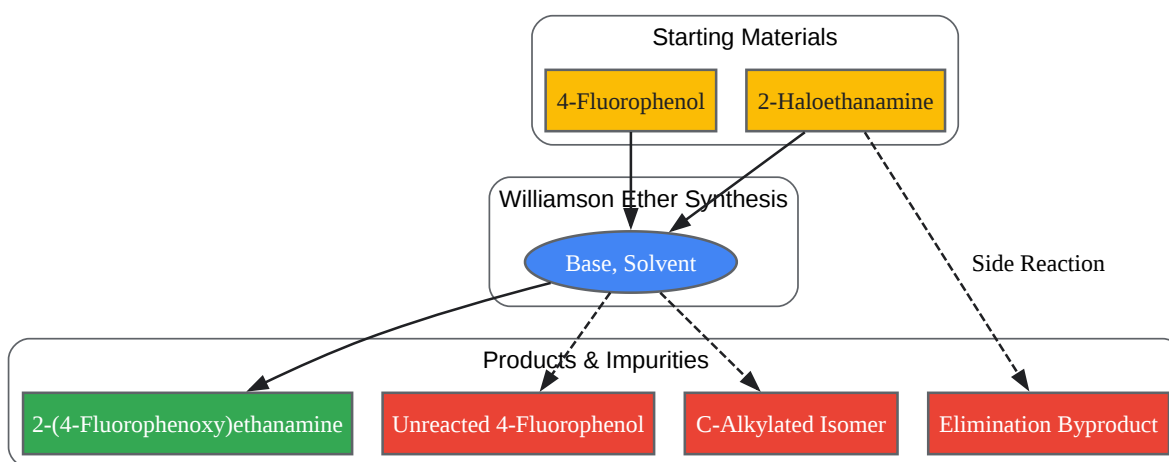 Starting Materials
4-Fluorophenol
2-Haloethanamine
Williamson Ether Synthesis
Base, Solvent
Side Reaction
Products & Impurities
2-(4-Fluorophenoxy)ethanamine
Unreacted 4-Fluorophenol
C-Alkylated Isomer
Elimination Byproduct